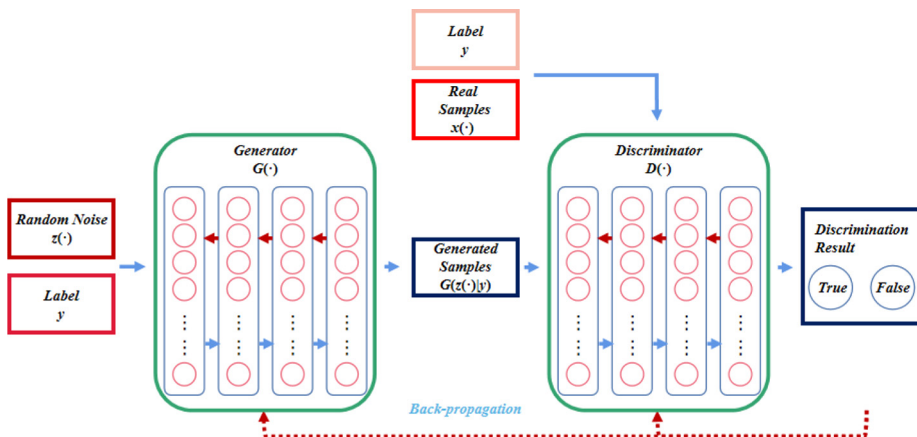 Label
y
Real
Samples
x(·)
Generator
G(·)
Discriminator
D(·)
Random Noise
z(·)
Label
y
Generated
Samples
G(z(·)|y)
Discrimination
Result
True
False
Back-propagation